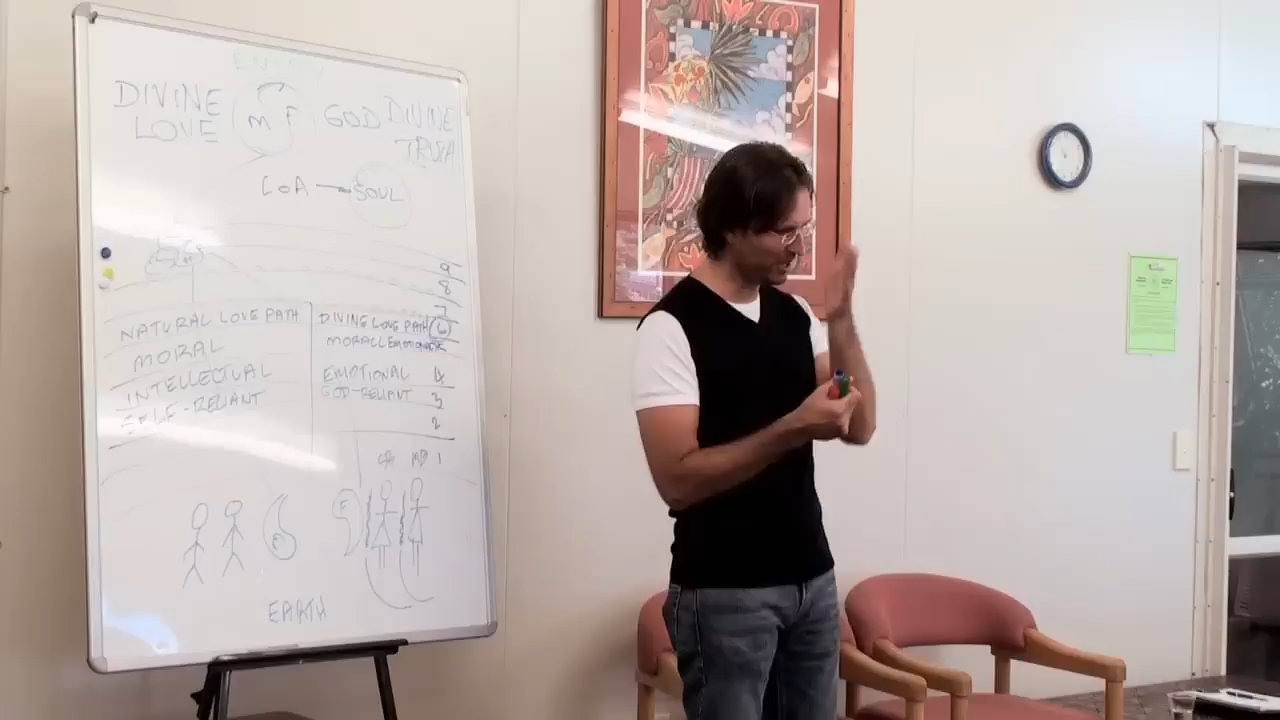 DIVINE
LOVE
M F
GOD
DIVINE
TRUTH
LOA → SOUL
9
8
7
NATURAL LOVE PATH
MORAL
INTELLECTUAL
SELF-RELIANT
DIVINE LOVE PATH 6
EMOTIONAL 4
GOD-RELIANT 3
2
1
F
EARTH